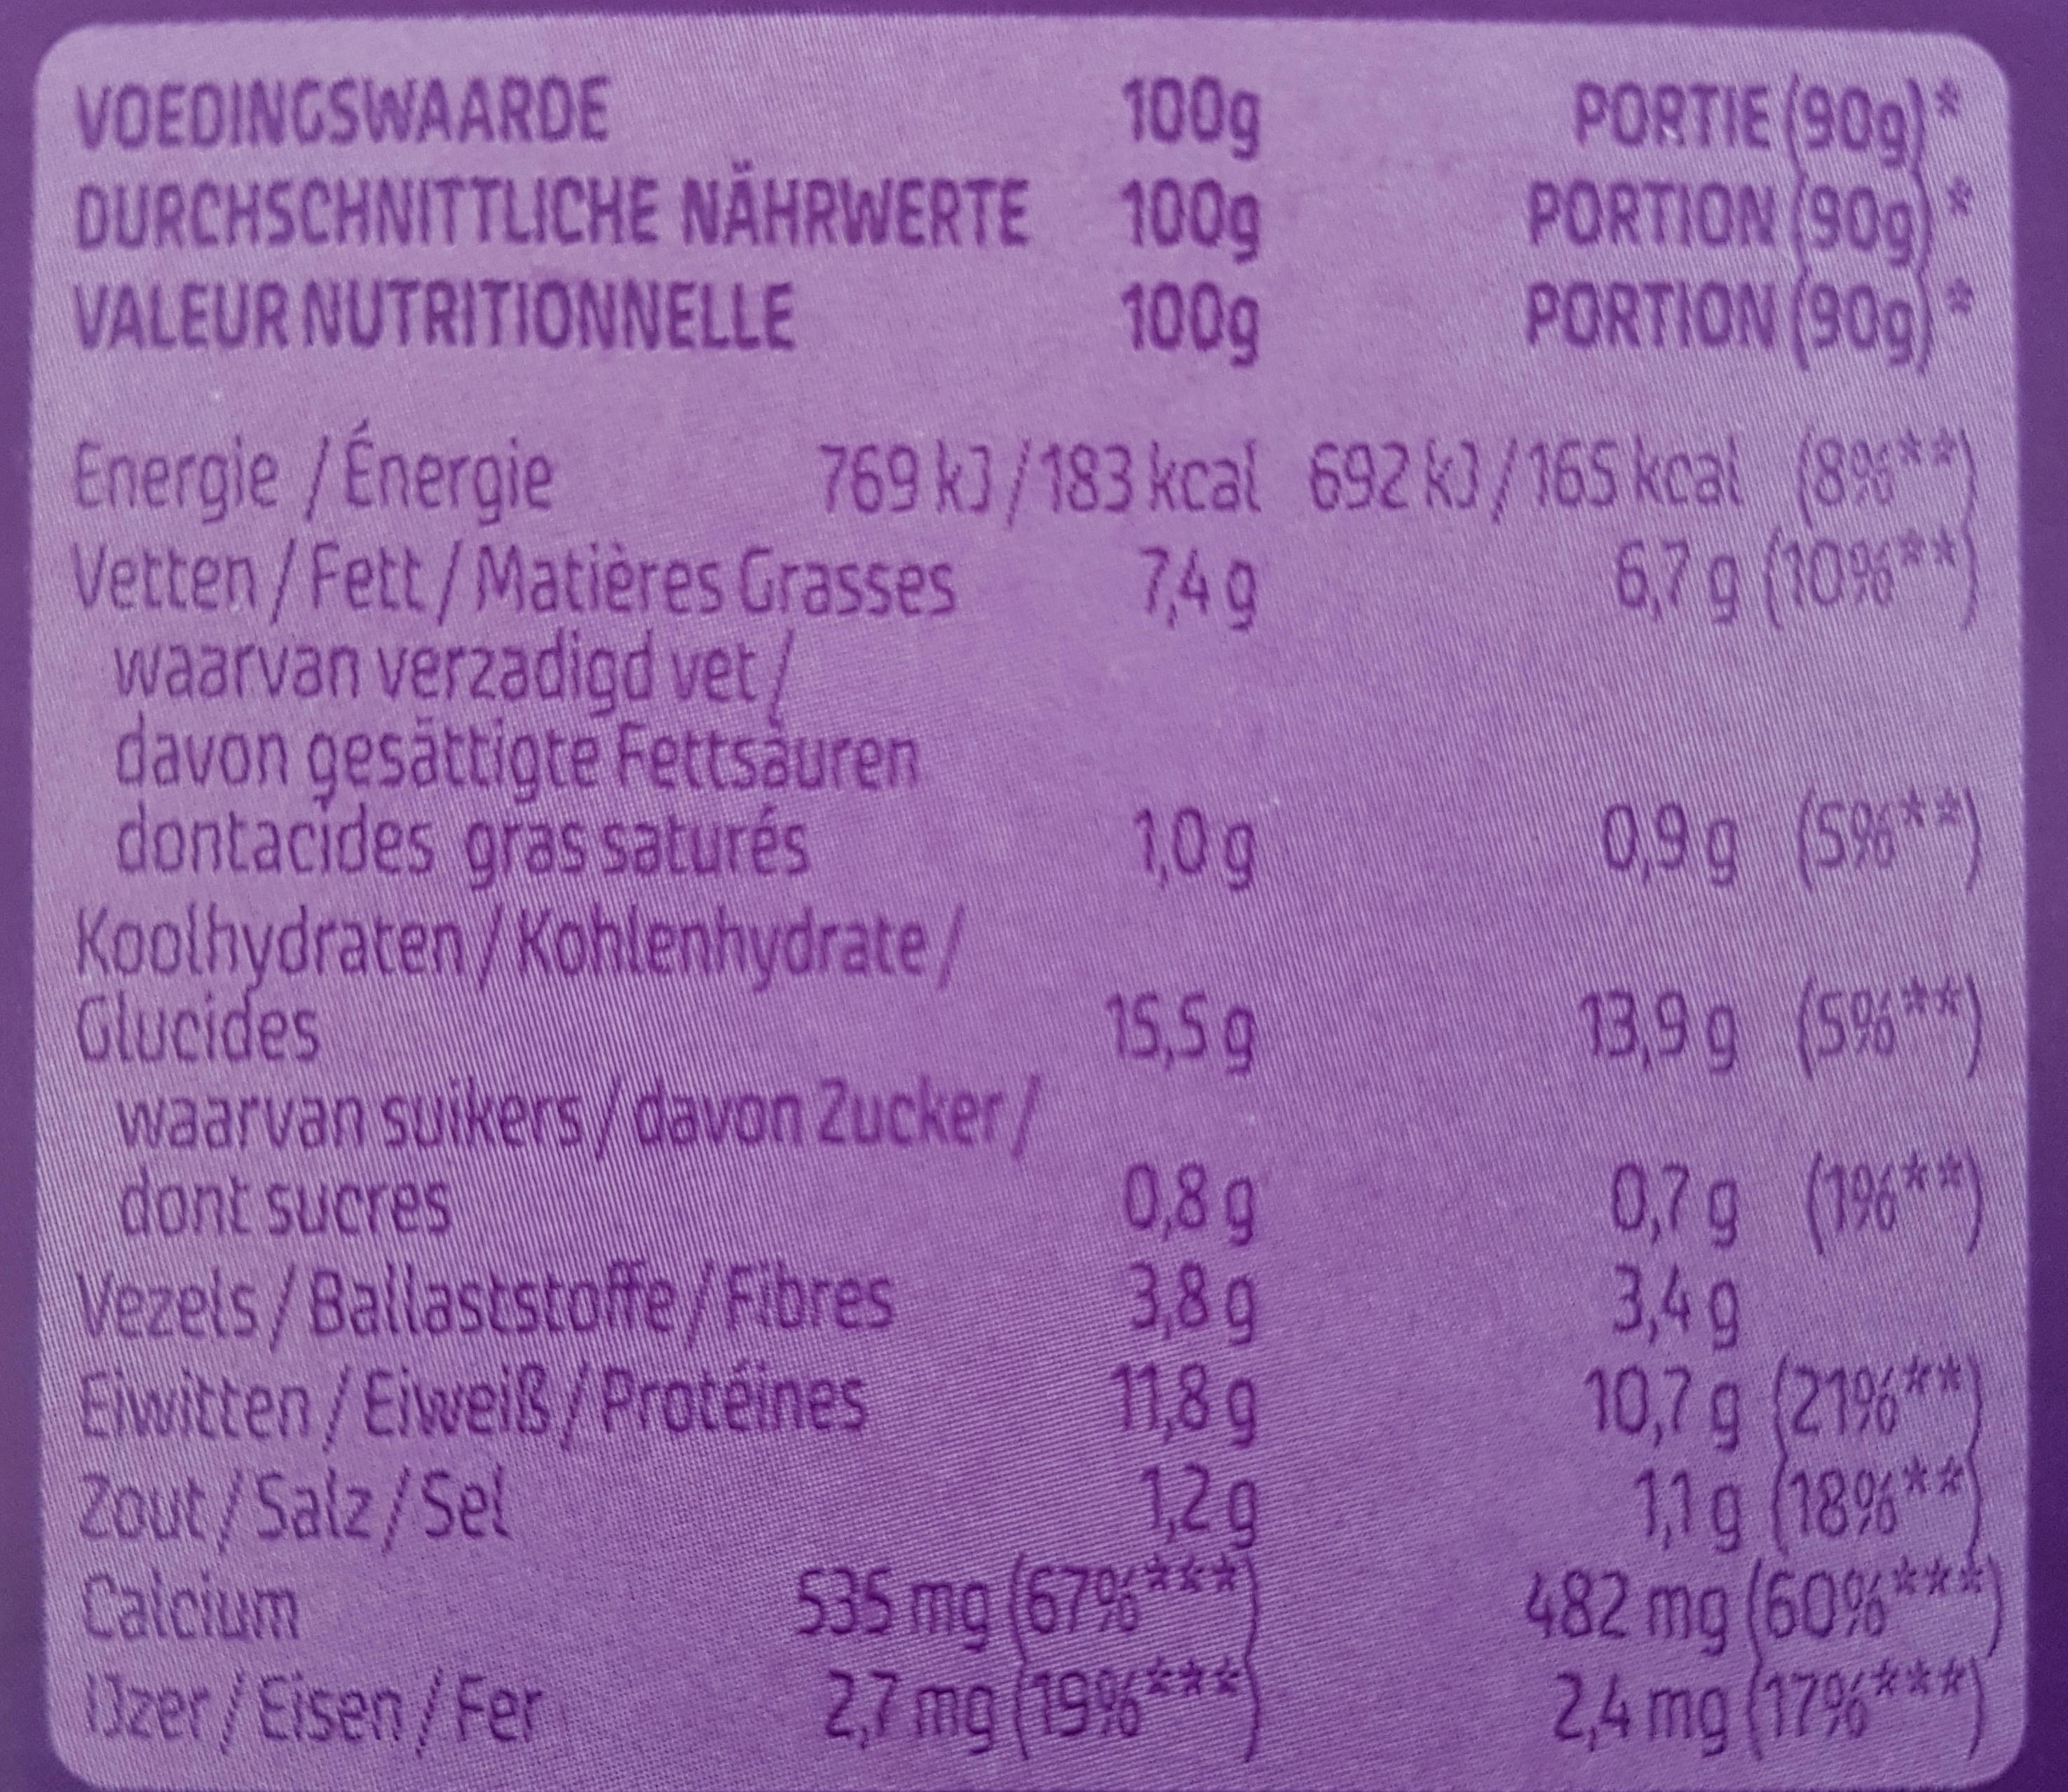 VOEDINGSWAARDE 100g PORTIE (90g)*
DURCHSCHNITTLICHE NÄHRWERTE 100g PORTION (90g)*
VALEUR NUTRITIONNELLE 100g PORTION (90g)*
Energie / Énergie 769 kJ / 183 kcal 692 kJ / 165 kcal (8%**)
Vetten / Fett / Matières Grasses 7,4 g 6,7 g (10%**)
waarvan verzadigd vet /
davon gesättigte Fettsäuren
dontacides gras saturés 1,0 g 0,9 g (5%**)
Koolhydraten / Kohlenhydrate /
Glucides 15,5 g 13,9 g (5%**)
waarvan suikers / davon Zucker /
dont sucres 0,8 g 0,7 g (1%**)
Vezels / Ballaststoffe / Fibres 3,8 g 3,4 g
Eiwitten / Eiweiß / Protéines 11,8 g 10,7 g (21%**)
Zout / Salz / Sel 1,2 g 1,1 g (18%**)
Calcium 535 mg (67%***) 482 mg (60%***)
IJzer / Eisen / Fer 2,7 mg (19%***) 2,4 mg (17%***)